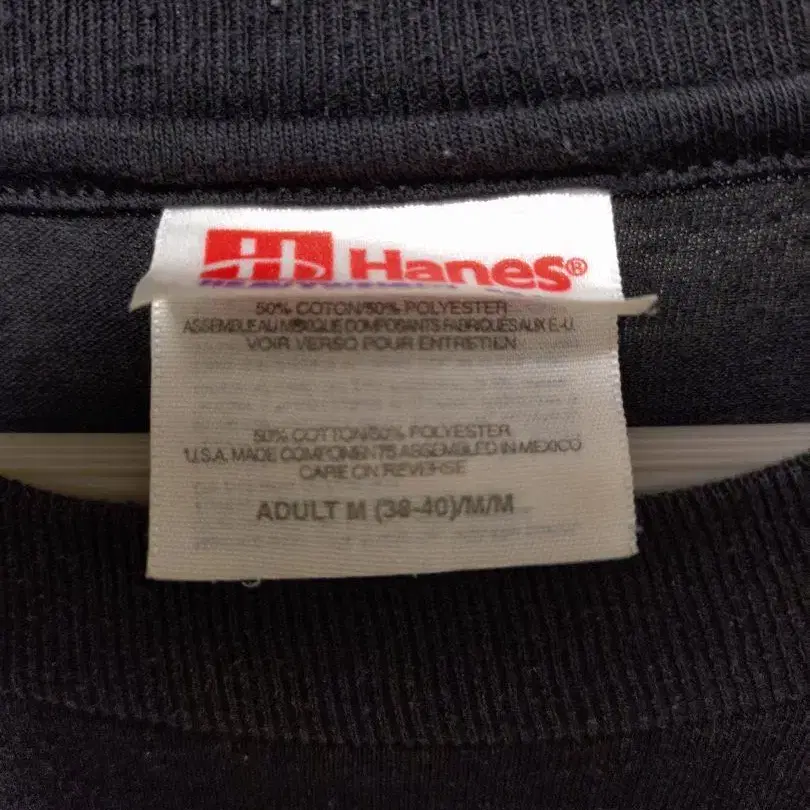 Hanes®
50% COTON/50% POLYESTER
ASSEMBLE AU MEXIQUE COMPOSANTS FABRIQUES AUX E.-U.
VOIR VERSO POUR ENTRETIEN
50% COTTON/50% POLYESTER
U.S.A. MADE COMPONENTS ASSEMBLED IN MEXICO
CARE ON REVERSE
ADULT M (38-40)/M/M